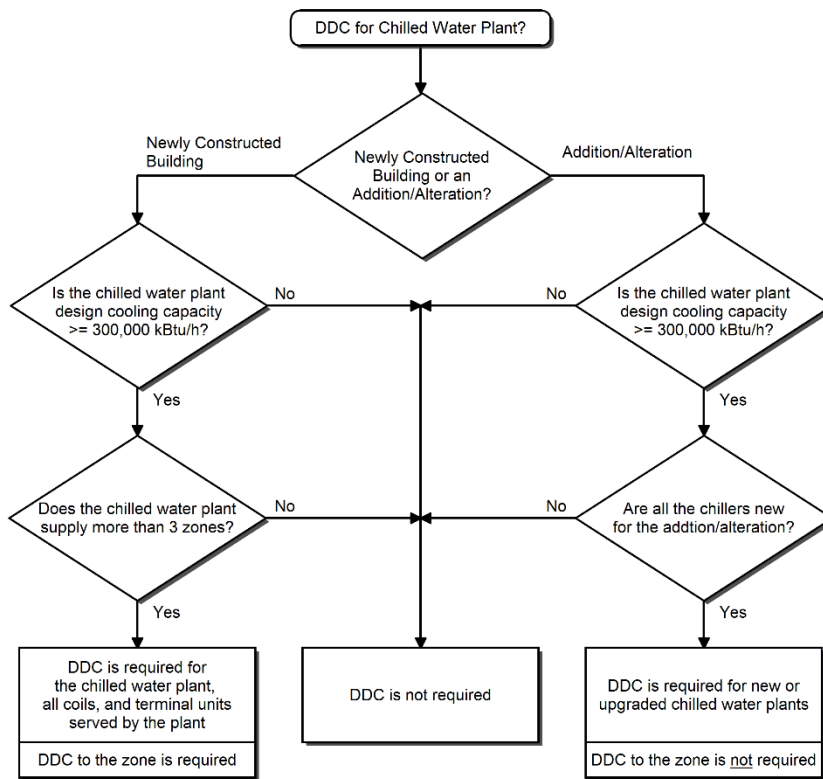 DDC for Chilled Water Plant?
Newly Constructed
Building
Newly Constructed
Building or an
Addition/Alteration?
Addition/Alteration
Is the chilled water plant
design cooling capacity
>= 300,000 kBtu/h?
No
No
Is the chilled water plant
design cooling capacity
>= 300,000 kBtu/h?
Yes
Yes
Does the chilled water plant
supply more than 3 zones?
No
No
Are all the chillers new
for the addtion/alteration?
Yes
Yes
DDC is required for
the chilled water plant,
all coils, and terminal units
served by the plant
DDC to the zone is required
DDC is not required
DDC is required for new or
upgraded chilled water plants
DDC to the zone is not required